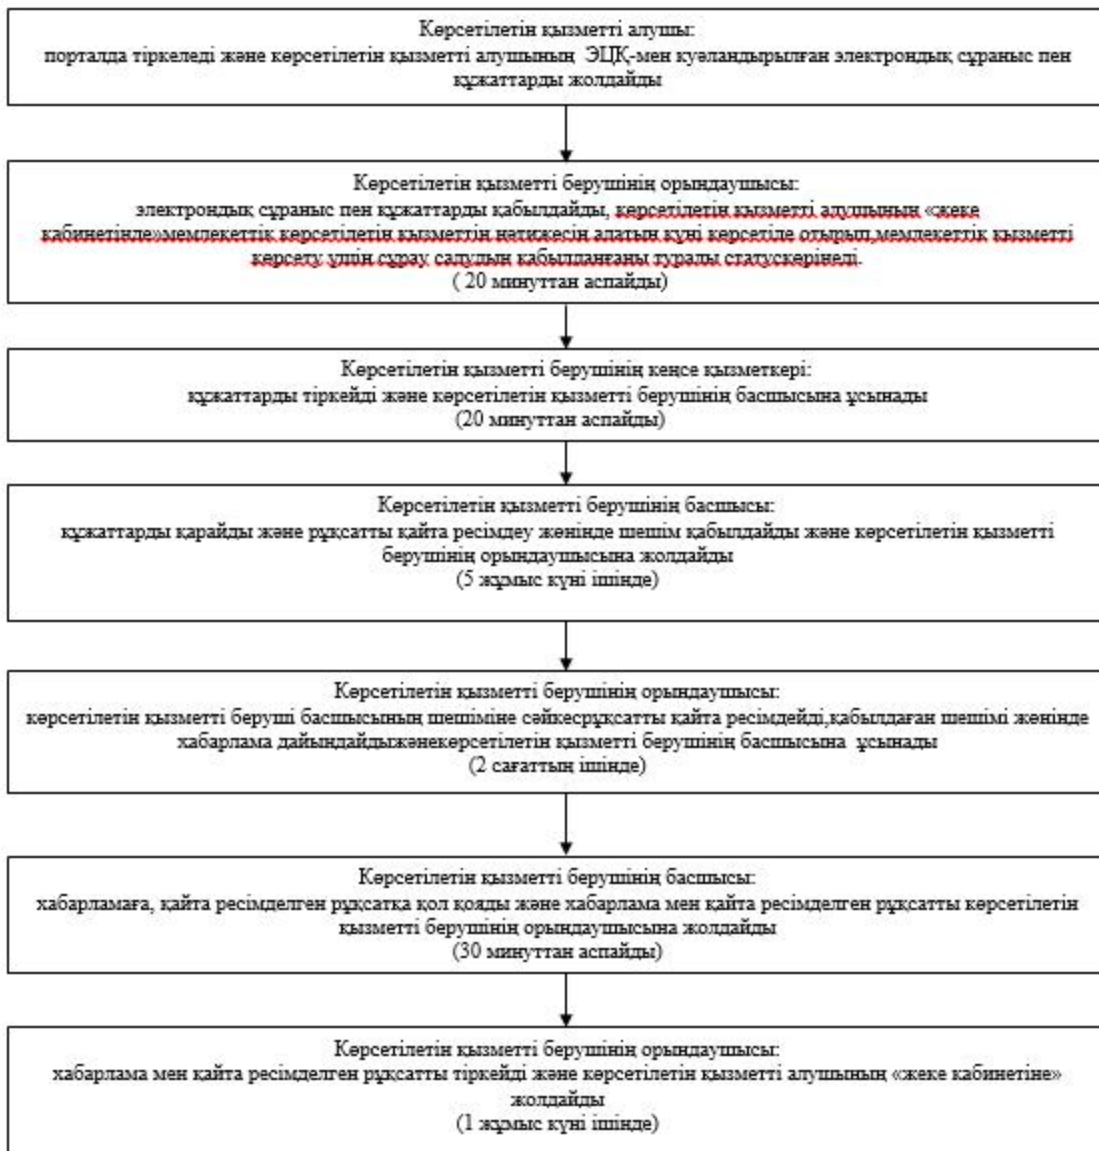 Көрсетілетін қызметті алушы:
порталда тіркеледі және көрсетілетін қызметті алушының ЭЦҚ-мен куәландырылған электрондық сұраныс пен
құжаттарды жолдайды
Көрсетілетін қызметті берушінің орындаушысы:
электрондық сұраныс пен құжаттарды қабылдайды, көрсетілетін қызметті алушының «жеке
кабинетінде»мемлекеттік көрсетілетін қызметтің нәтижесін алатын күні көрсетіле отырып,мемлекеттік қызметті
көрсету үшін сұрау салудың қабылданғаны туралы статускөрінеді.
( 20 минуттан аспайды)
Көрсетілетін қызметті берушінің кеңсе қызметкері:
құжаттарды тіркейді және көрсетілетін қызметті берушінің басшысына ұсынады
(20 минуттан аспайды)
Көрсетілетін қызметті берушінің басшысы:
құжаттарды қарайды және рұқсатты қайта ресімдеу жөнінде шешім қабылдайды және көрсетілетін қызметті
берушінің орындаушысына жолдайды
(5 жұмыс күні ішінде)
Көрсетілетін қызметті берушінің орындаушысы:
көрсетілетін қызметті беруші басшысының шешіміне сәйкесрұқсатты қайта ресімдейді,қабылдаған шешімі жөнінде
хабарлама дайындайдыжәнекөрсетілетін қызметті берушінің басшысына ұсынады
(2 сағаттың ішінде)
Көрсетілетін қызметті берушінің басшысы:
хабарламаға, қайта ресімделген рұқсатқа қол қояды және хабарлама мен қайта ресімделген рұқсатты көрсетілетін
қызметті берушінің орындаушысына жолдайды
(30 минуттан аспайды)
Көрсетілетін қызметті берушінің орындаушысы:
хабарлама мен қайта ресімделген рұқсатты тіркейді және көрсетілетін қызметті алушының «жеке кабинетіне»
жолдайды
(1 жұмыс күні ішінде)